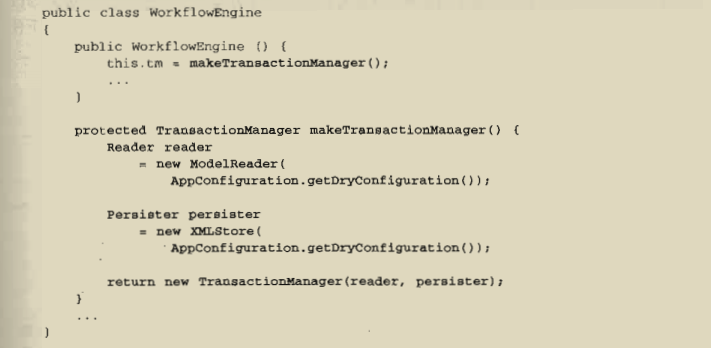 public class WorkflowEngine
{
public WorkflowEngine () {
this.tm = makeTransactionManager();
...
}
protected TransactionManager makeTransactionManager() {
Reader reader
= new ModelReader(
AppConfiguration.getDryConfiguration());
Persister persister
= new XMLStore(
AppConfiguration.getDryConfiguration());
return new TransactionManager(reader, persister);
}
...
}